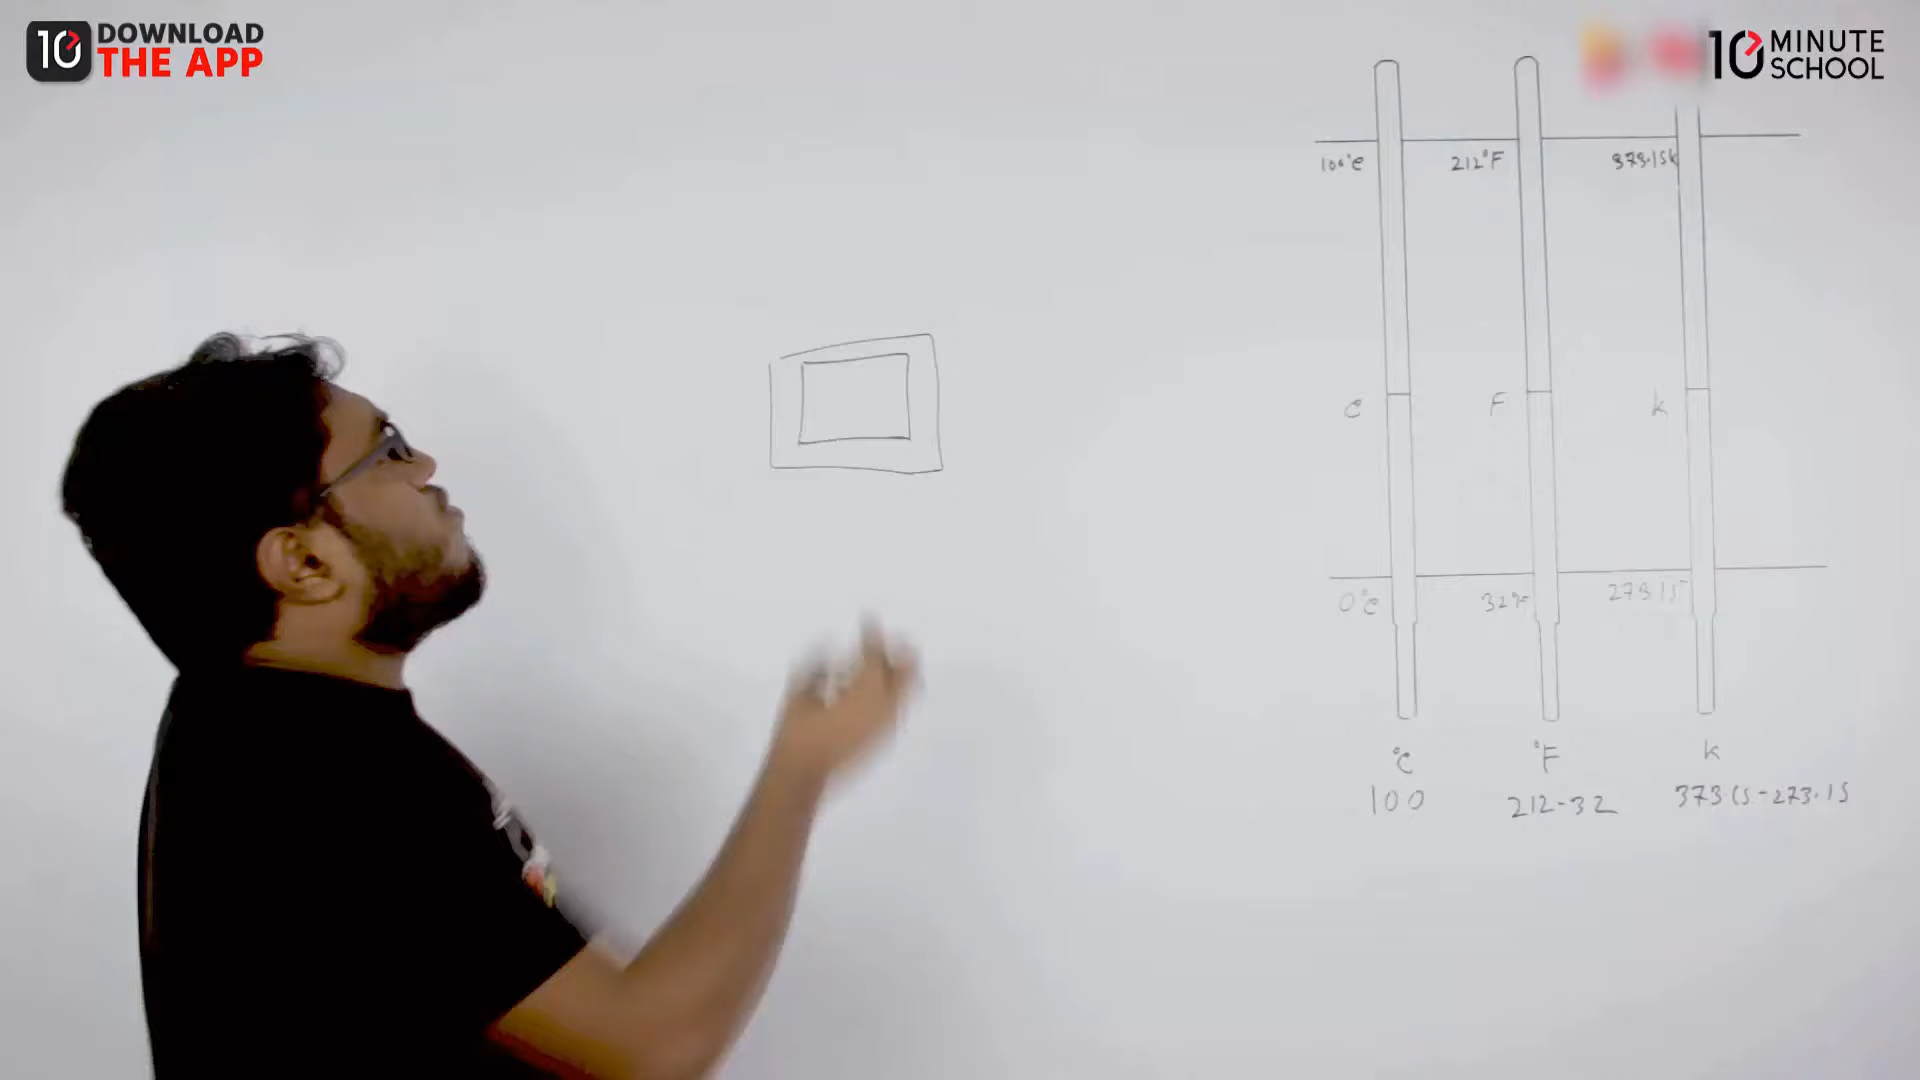 10 DOWNLOAD THE APP
10 MINUTE SCHOOL
100°C 212°F 373.15K
C F K
0°C 32°F 273.15
°C °F K
100 212-32 373.15-273.15